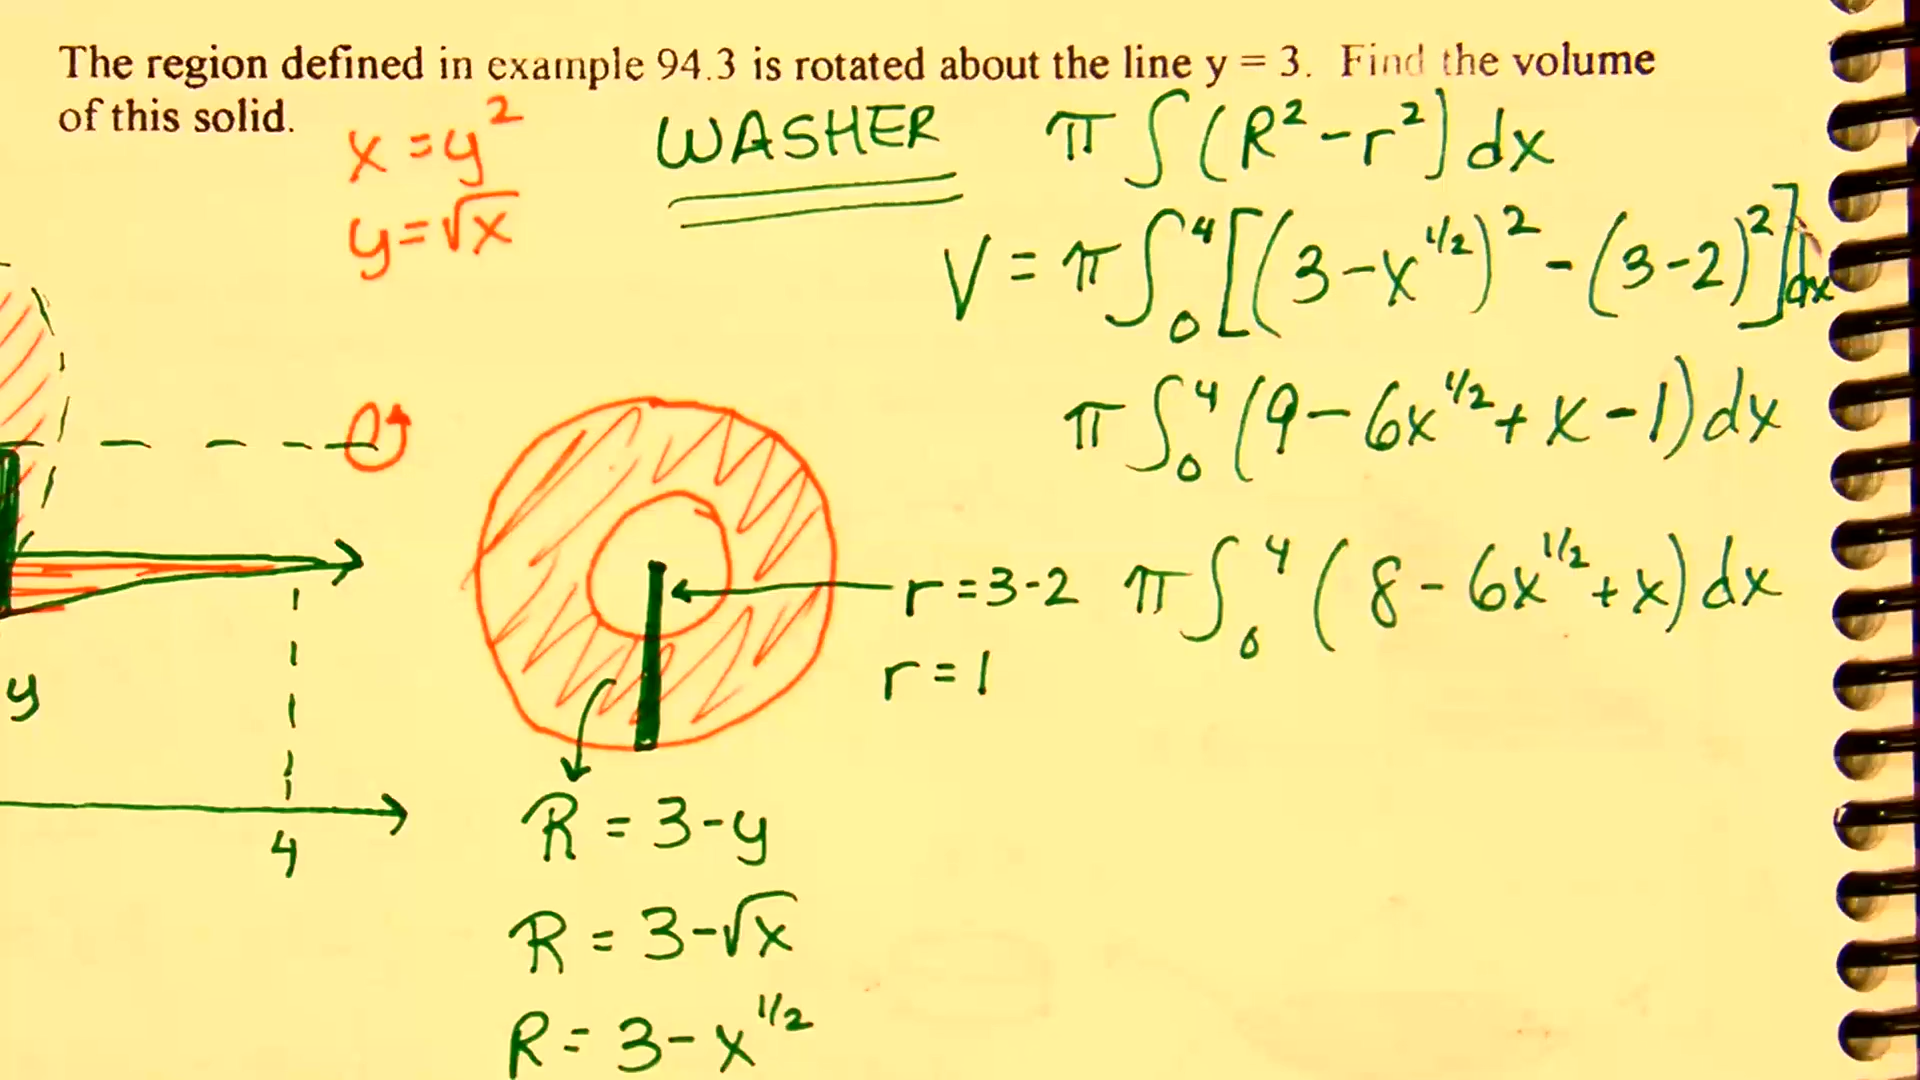 The region defined in example 94.3 is rotated about the line y = 3. Find the volume
of this solid.
x = y²
y = √x
WASHER
π ∫ (R² - r²) dx
V = π ∫₀⁴ [(3 - x^1/2)² - (3-2)²] dx
π ∫₀⁴ (9 - 6x^1/2 + x - 1) dx
π ∫₀⁴ (8 - 6x^1/2 + x) dx
r = 3-2
r = 1
y
4
R = 3-y
R = 3-√x
R = 3-x^1/2